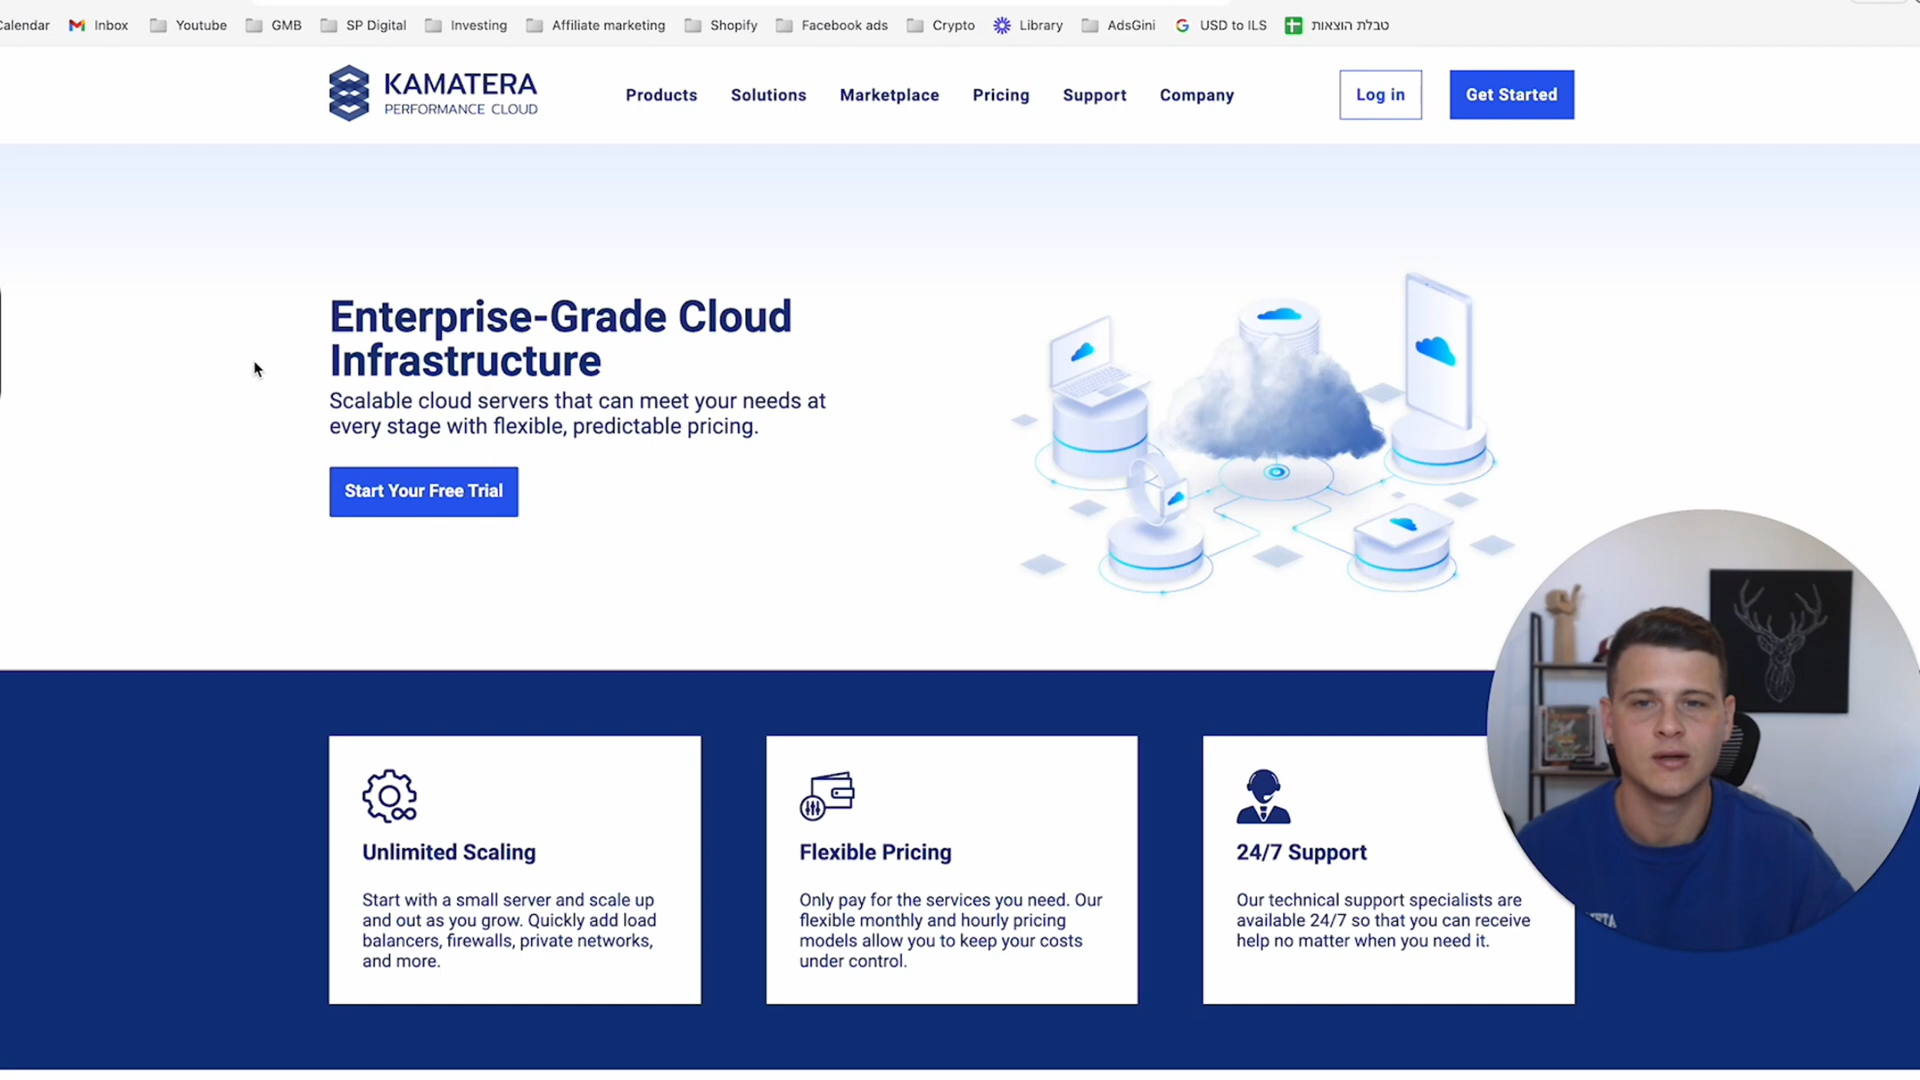 Calendar
Inbox
Youtube
GMB
SP Digital
Investing
Affiliate marketing
Shopify
Facebook ads
Crypto
Library
AdsGini
USD to ILS
טבלת הוצאות
KAMATERA
PERFORMANCE CLOUD
Products
Solutions
Marketplace
Pricing
Support
Company
Log in
Get Started
Enterprise-Grade Cloud
Infrastructure
Scalable cloud servers that can meet your needs at
every stage with flexible, predictable pricing.
Start Your Free Trial
Unlimited Scaling
Start with a small server and scale up
and out as you grow. Quickly add load
balancers, firewalls, private networks,
and more.
Flexible Pricing
Only pay for the services you need. Our
flexible monthly and hourly pricing
models allow you to keep your costs
under control.
24/7 Support
Our technical support specialists are
available 24/7 so that you can receive
help no matter when you need it.